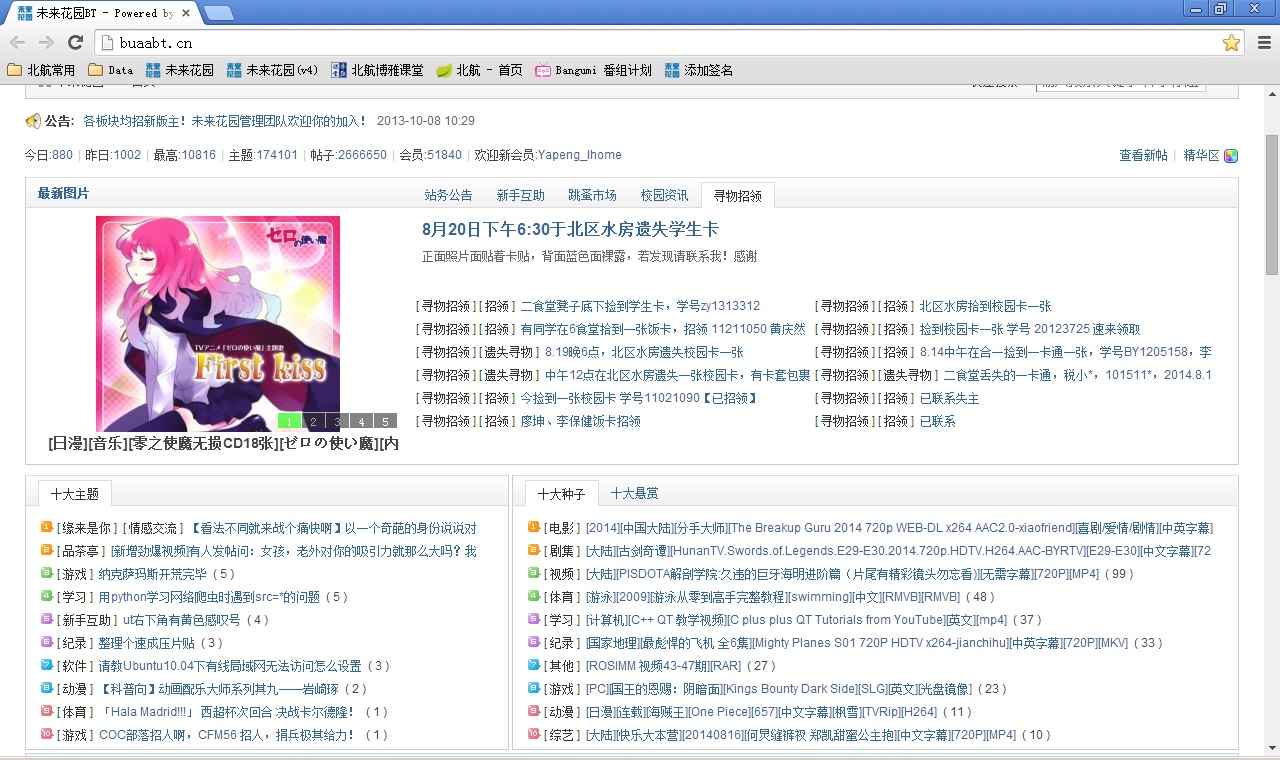 未来花园BT - Powered by
buaabt.cn
北航常用 Data 未来花园 未来花园(v4) 北航博雅课堂 北航 - 首页 Bangumi 番组计划 添加签名
公告: 各板块均招新版主！未来花园管理团队欢迎你的加入！ 2013-10-08 10:29
今日:880 | 昨日:1002 | 最高:10816 | 主题:174101 | 帖子:2666650 | 会员:51840 | 欢迎新会员:Yapeng_Ihome 查看新帖 | 精华区
最新图片 站务公告 新手互助 跳蚤市场 校园资讯 寻物招领
ゼロの使い魔
TVアニメ「ゼロの使い魔」主題歌
First kiss
1 2 3 4 5
[日漫][音乐][零之使魔无损CD18张][ゼロの使い魔][内
8月20日下午6:30于北区水房遗失学生卡
正面照片面贴着卡贴，背面蓝色面裸露，若发现请联系我！感谢
[寻物招领][招领] 二食堂凳子底下捡到学生卡，学号zy1313312 [寻物招领][招领] 北区水房拾到校园卡一张
[寻物招领][招领] 有同学在6食堂拾到一张饭卡，招领 11211050 黄庆然 [寻物招领][招领] 捡到校园卡一张 学号 20123725 速来领取
[寻物招领][遗失寻物] 8.19晚6点，北区水房遗失校园卡一张 [寻物招领][招领] 8.14中午在合一捡到一卡通一张，学号BY1205158，李
[寻物招领][遗失寻物] 中午12点在北区水房遗失一张校园卡，有卡套包裹 [寻物招领][遗失寻物] 二食堂丢失的一卡通，税小*，101511*，2014.8.1
[寻物招领][招领] 今捡到一张校园卡 学号11021090【已招领】 [寻物招领][招领] 已联系失主
[寻物招领][招领] 廖坤、李保健饭卡招领 [寻物招领][招领] 已联系
十大主题
1 [缘来是你] [情感交流] 【看法不同就来战个痛快啊】以一个奇葩的身份说说对
2 [品茶亭] [新增劲爆视频]有人发帖问：女孩，老外对你的吸引力就那么大吗？我
3 [游戏] 纳克萨玛斯开荒完毕 ( 5 )
4 [学习] 用python学习网络爬虫时遇到src=*的问题 ( 5 )
5 [新手互助] ut右下角有黄色感叹号 ( 4 )
6 [纪录] 整理个速成压片贴 ( 3 )
7 [软件] 请教Ubuntu10.04下有线局域网无法访问怎么设置 ( 3 )
8 [动漫] 【科普向】动画配乐大师系列其九——岩崎琢 ( 2 )
9 [体育] 「Hala Madrid!!!」 西超杯次回合 决战卡尔德隆！ ( 1 )
10 [游戏] COC部落招人啊，CFM56 招人，捐兵极其给力！ ( 1 )
十大种子 十大悬赏
1 [电影] [2014][中国大陆][分手大师][The Breakup Guru 2014 720p WEB-DL x264 AAC2.0-xiaofriend][喜剧/爱情/剧情][中英字幕]
2 [剧集] [大陆][古剑奇谭][HunanTV.Swords.of.Legends.E29-E30.2014.720p.HDTV.H264.AAC-BYRTV][E29-E30][中文字幕][72
3 [视频] [大陆][PISDOTA解剖学院:久违的巨牙海明进阶篇（片尾有精彩镜头勿忘看)][无需字幕][720P][MP4] ( 99 )
4 [体育] [游泳][2009][游泳从零到高手完整教程][swimming][中文][RMVB][RMVB] ( 48 )
5 [学习] [计算机][C++ QT 教学视频][C plus plus QT Tutorials from YouTube][英文][mp4] ( 37 )
6 [纪录] [国家地理][最彪悍的飞机 全6集][Mighty Planes S01 720P HDTV x264-jianchihu][中英字幕][720P][MKV] ( 33 )
7 [其他] [ROSIMM 视频43-47期][RAR] ( 27 )
8 [游戏] [PC][国王的恩赐：阴暗面][Kings Bounty Dark Side][SLG][英文][光盘镜像] ( 23 )
9 [动漫] [日漫][连载][海贼王][One Piece][657][中文字幕][枫雪][TVRip][H264] ( 11 )
10 [综艺] [大陆][快乐大本营][20140816][何炅缝裤衩 郑凯甜蜜公主抱][中文字幕][720P][MP4] ( 10 )